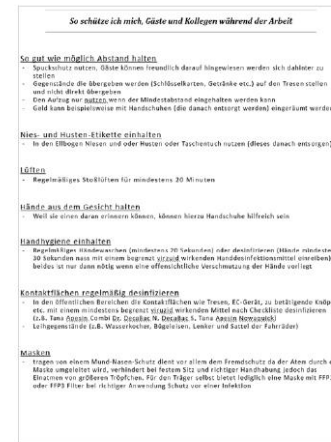 So schütze ich mich, Gäste und Kollegen während der Arbeit
So gut wie möglich Abstand halten
- Spuckschutz nutzen, Gäste können freundlich darauf hingewiesen werden sich dahinter zu
stellen
- Gegenstände die übergeben werden (Schlüsselkarten, Getränke etc.) auf den Tresen stellen
und nicht direkt übergeben
- Den Aufzug nur nutzen wenn der Mindestabstand eingehalten werden kann
- Geld kann beispielsweise mit Handschuhen (die danach entsorgt werden) eingeräumt werden
Nies- und Husten-Etikette einhalten
- In den Ellbogen Niesen und oder Husten oder Taschentuch nutzen (dieses danach entsorgen)
Lüften
- Regelmäßiges Stoßlüften für mindestens 20 Minuten
Hände aus dem Gesicht halten
- Weil sie einen daran erinnern können, können hierzu Handschuhe hilfreich sein
Handhygiene einhalten
- Regelmäßiges Händewaschen (mindestens 20 Sekunden) oder desinfizieren (Hände mindeste
30 Sekunden nass mit einem begrenzt viruzid wirkenden Handdesinfektionsmittel einreiben)
beides ist nur dann nötig wenn eine offensichtliche Verschmutzung der Hände vorliegt
Kontaktflächen regelmäßig desinfizieren
- In den öffentlichen Bereichen die Kontaktflächen wie Tresen, EC-Gerät, zu betätigende Knöp
etc. mit einem mindestens begrenzt viruzid wirkenden Mittel nach Checkliste desinfizieren
(z.B. Tana Apesin Combi Dr, Decallac N, Decallac S, Tana Apesin
- Leihgegenstände (z.B. Wasserkocher, Bügeleisen, Lenker und Sattel der Fahrräder)
Masken
- tragen von einem Mund-Nasen-Schutz dient vor allem dem Fremdschutz da der Atem durch
Maske umgeleitet wird, verhindert bei festem Sitz und richtiger Handhabung jedoch das
Einatmen von größeren Tröpfchen. Für den Träger selbst bietet lediglich eine Maske mit FFP2
oder FFP3 Filter bei richtiger Anwendung Schutz vor einer Infektion